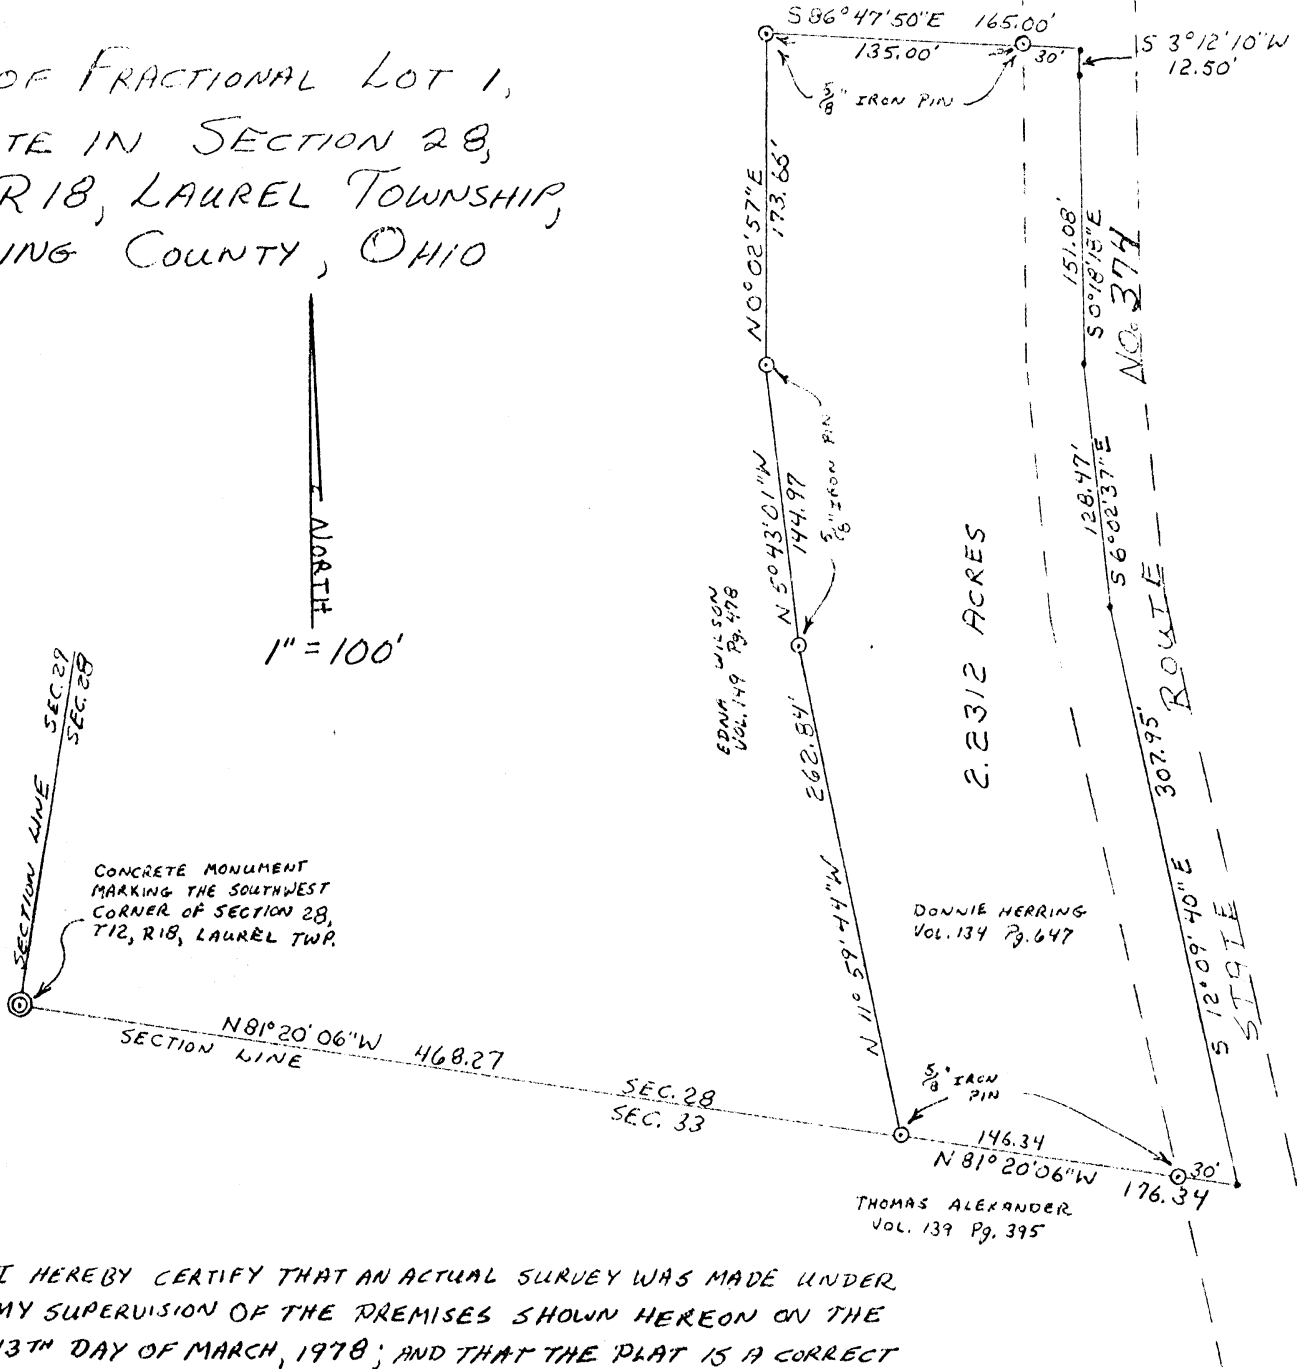 OF FRACTIONAL LOT 1,
TE IN SECTION 28,
R18, LAUREL TOWNSHIP,
ING COUNTY, OHIO
NORTH
1" = 100'
S 86° 47' 50" E 165.00'
135.00'
30'
S 3° 12' 10" W
12.50'
5/8" IRON PIN
N 0° 02' 57" E
173.66'
151.08'
S 0° 18' 18" E
NO. 374
N 5° 43' 01" W
144.97
5/8" IRON PIN
128.47'
S 6° 02' 37" E
EDNA WILSON
VOL. 149 Pg. 478
2.2312 ACRES
STATE ROUTE
262.84'
N 11° 59' 44" W
307.95'
S 12° 09' 40" E
SECTION LINE
SEC. 29
SEC. 28
CONCRETE MONUMENT
MARKING THE SOUTHWEST
CORNER OF SECTION 28,
T12, R18, LAUREL TWP.
DONNIE HERRING
VOL. 134 Pg. 647
N 81° 20' 06" W 468.27
SECTION LINE
SEC. 28
SEC. 33
5/8" IRON
PIN
146.34
N 81° 20' 06" W
30'
176.34
THOMAS ALEXANDER
VOL. 139 Pg. 395
I HEREBY CERTIFY THAT AN ACTUAL SURVEY WAS MADE UNDER
MY SUPERVISION OF THE PREMISES SHOWN HEREON ON THE
13TH DAY OF MARCH, 1978; AND THAT THE PLAT IS A CORRECT